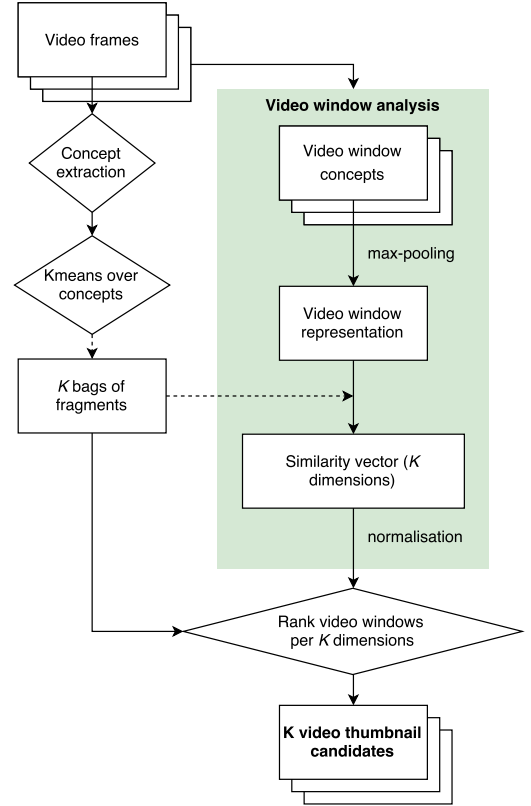 Video frames
Concept
extraction
Kmeans over
concepts
K bags of
fragments
Video window analysis
Video window
concepts
max-pooling
Video window
representation
Similarity vector (K
dimensions)
normalisation
Rank video windows
per K dimensions
K video thumbnail
candidates